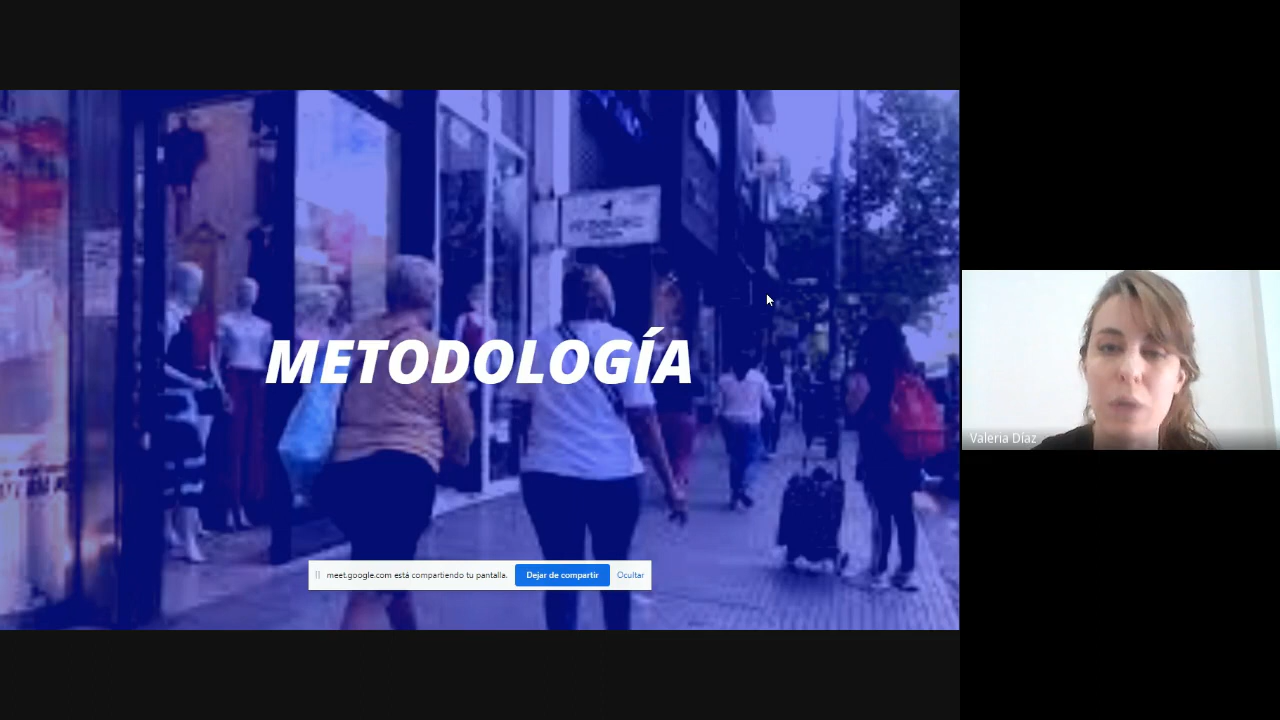 METODOLOGÍA
meet.google.com está compartiendo tu pantalla. Dejar de compartir Ocultar
Valeria Díaz